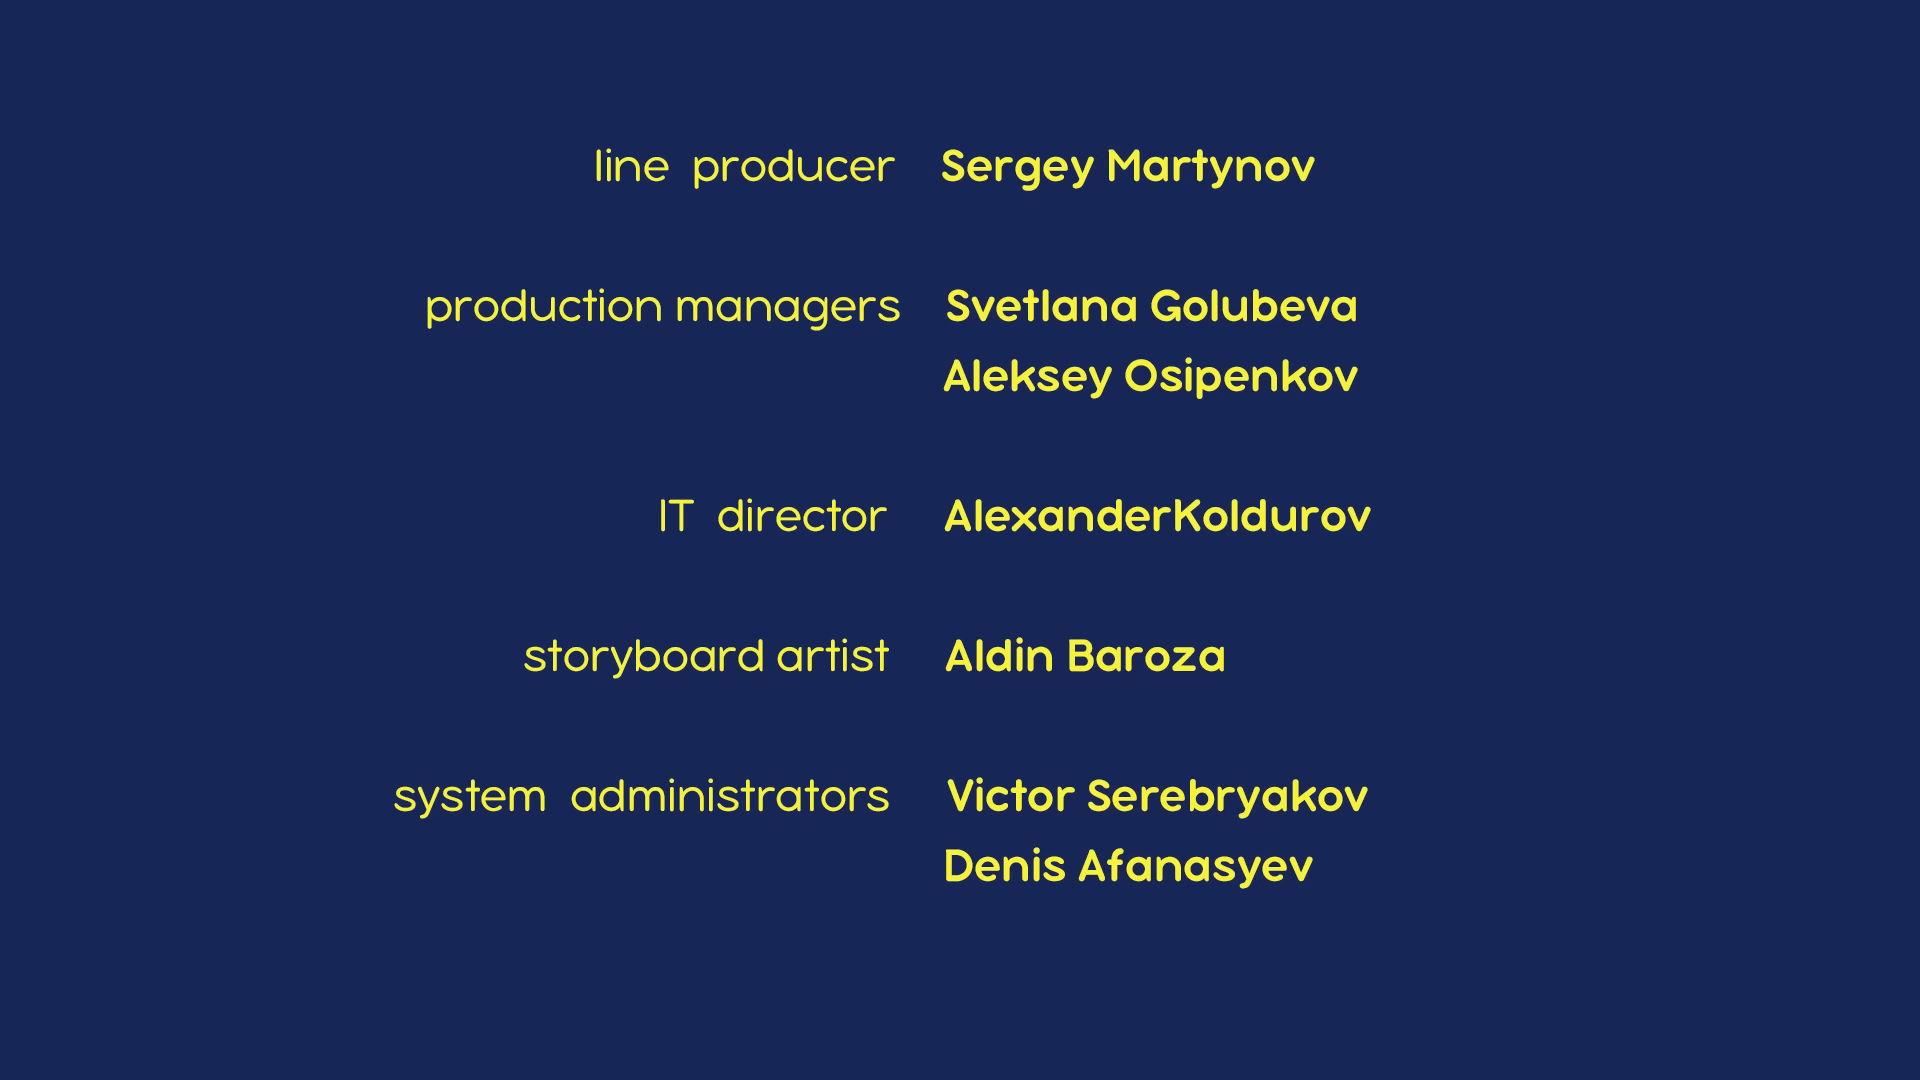 line producer Sergey Martynov
production managers Svetlana Golubeva
Aleksey Osipenkov
IT director AlexanderKoldurov
storyboard artist Aldin Baroza
system administrators Victor Serebryakov
Denis Afanasyev